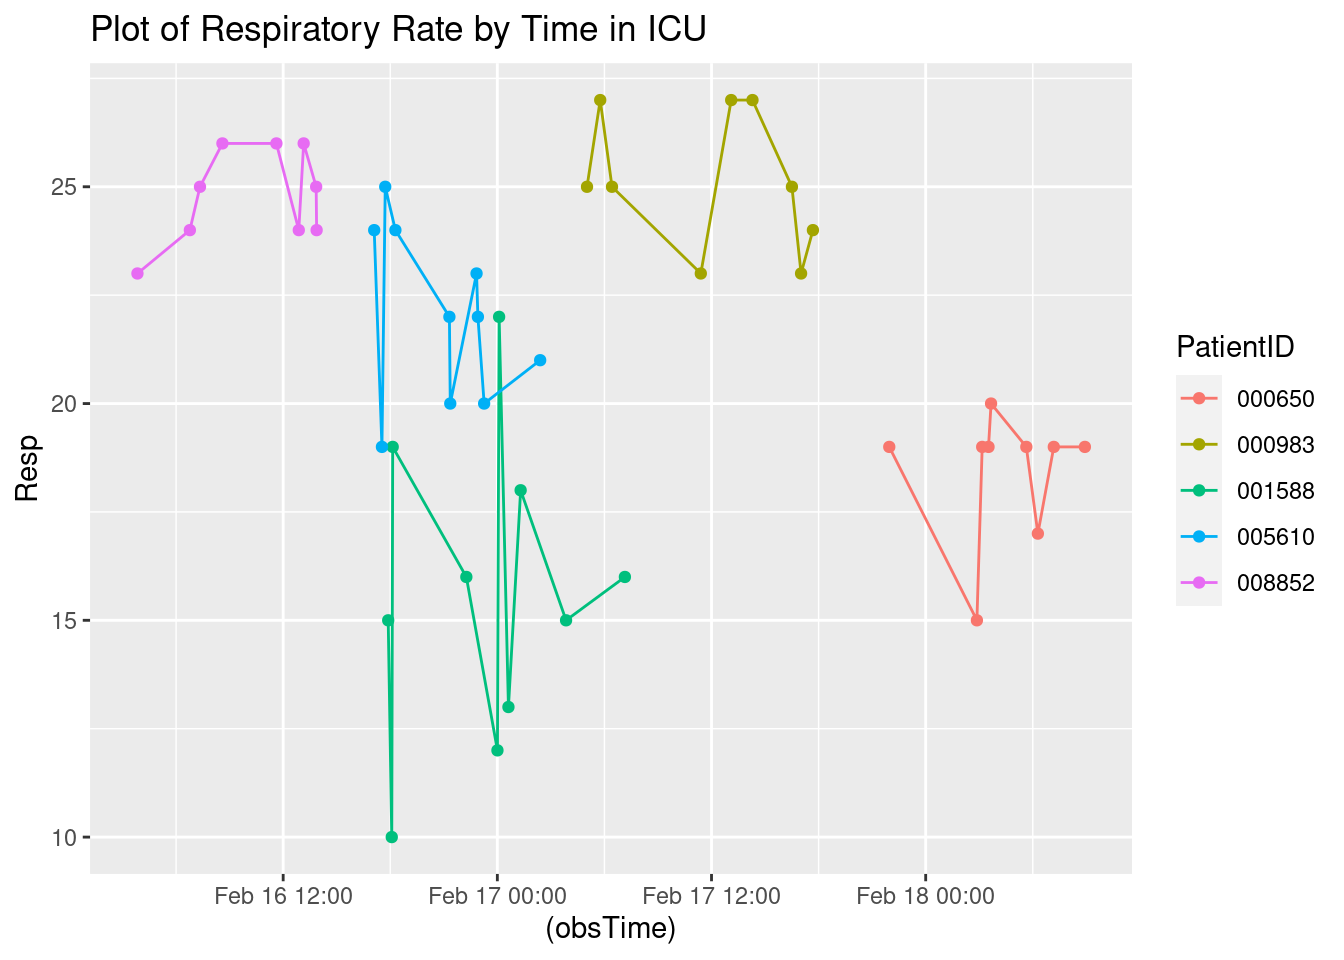 Plot of Respiratory Rate by Time in ICU
Resp
25
20
15
10
Feb 16 12:00
Feb 17 00:00
Feb 17 12:00
Feb 18 00:00
(obsTime)
PatientID
000650
000983
001588
005610
008852